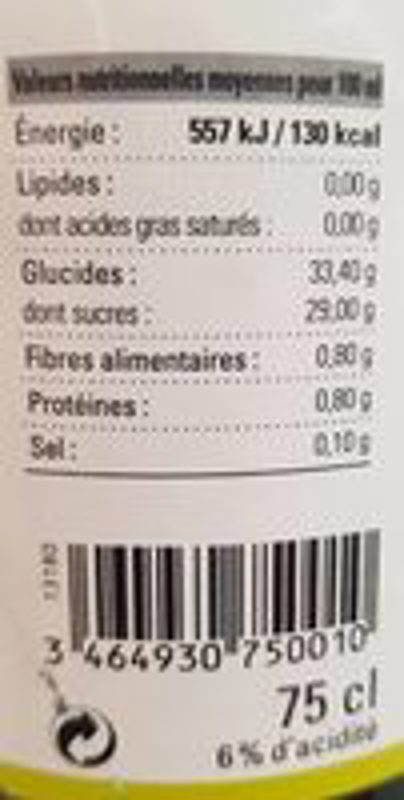 Valeurs nutritionnelles moyennes pour 100 ml
Énergie : 557 kJ / 130 kcal
Lipides : 0,00 g
dont acides gras saturés : 0,00 g
Glucides : 33,40 g
dont sucres : 29,00 g
Fibres alimentaires : 0,80 g
Protéines : 0,80 g
Sel : 0,10 g
3 464930 750010
75 cl
6% d'acidité